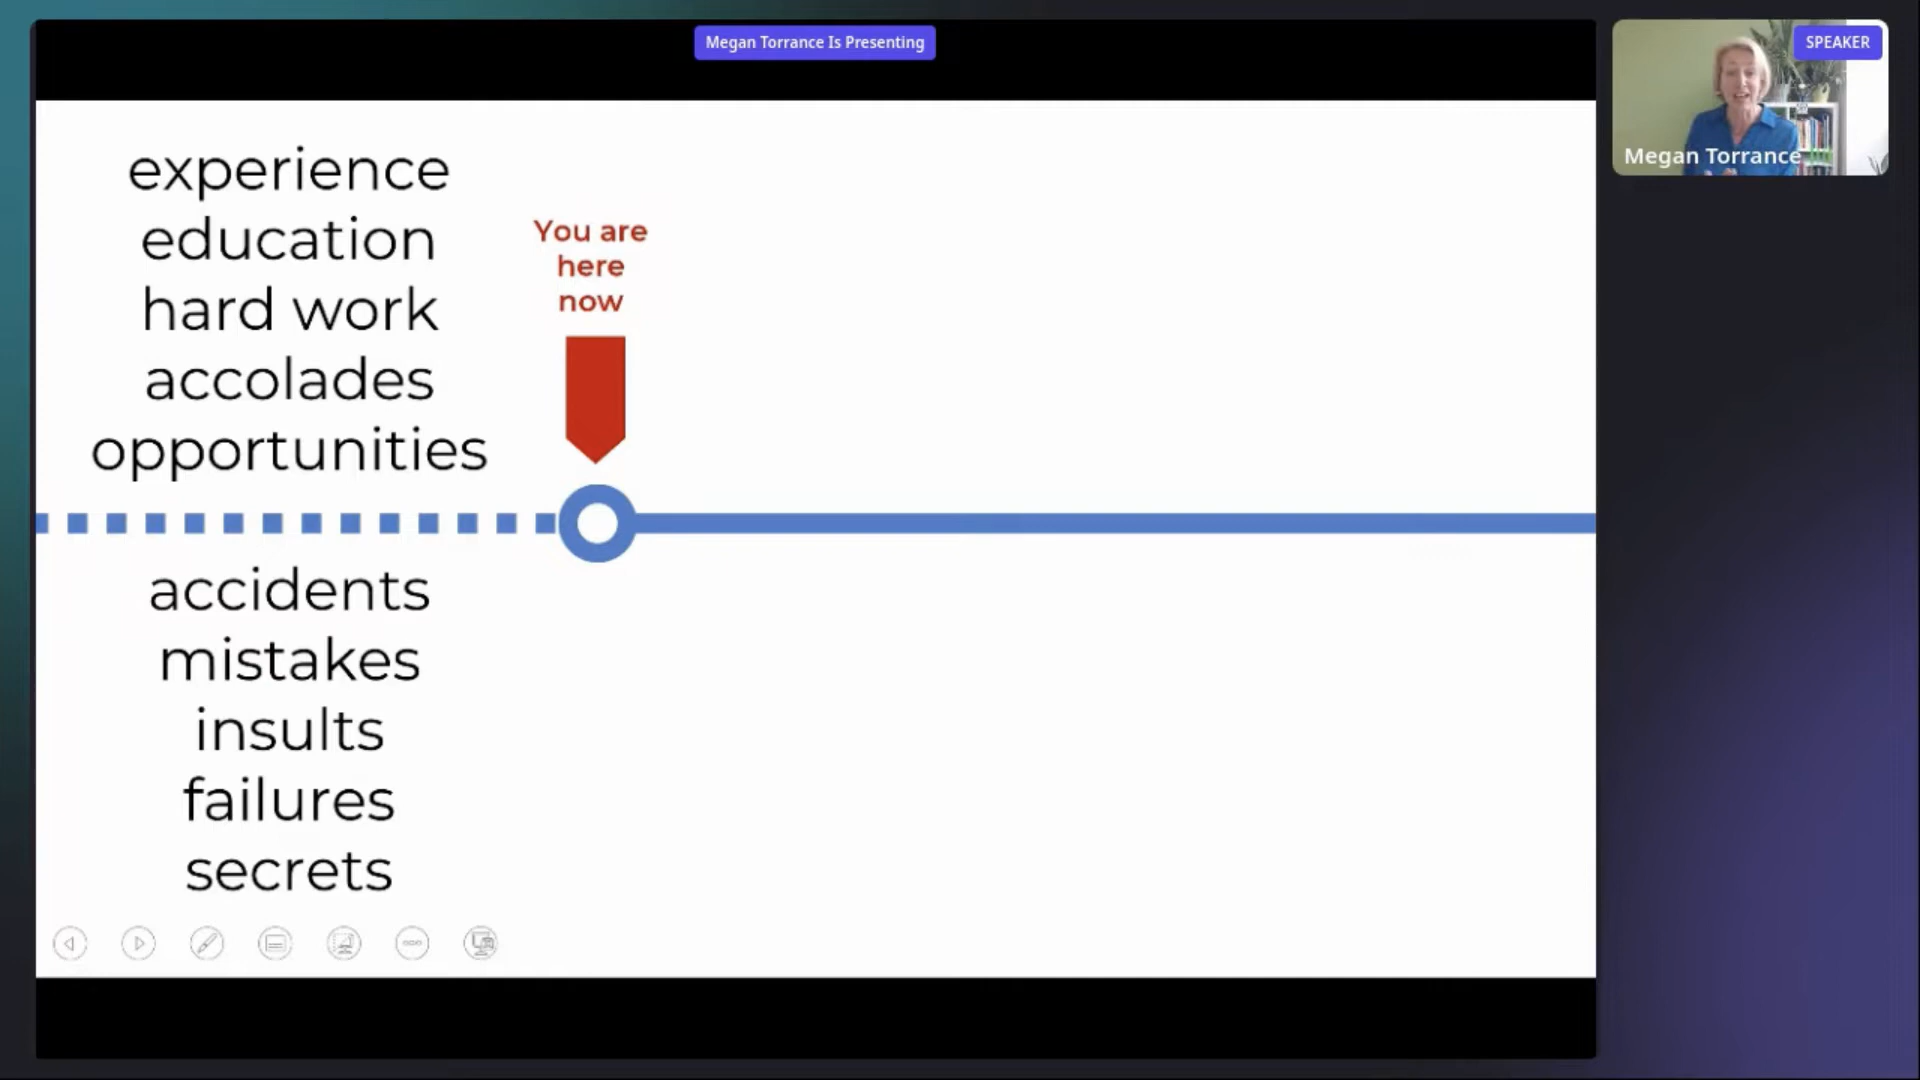 Megan Torrance Is Presenting
SPEAKER
Megan Torrance
experience
education
hard work
accolades
opportunities
You are
here
now
accidents
mistakes
insults
failures
secrets